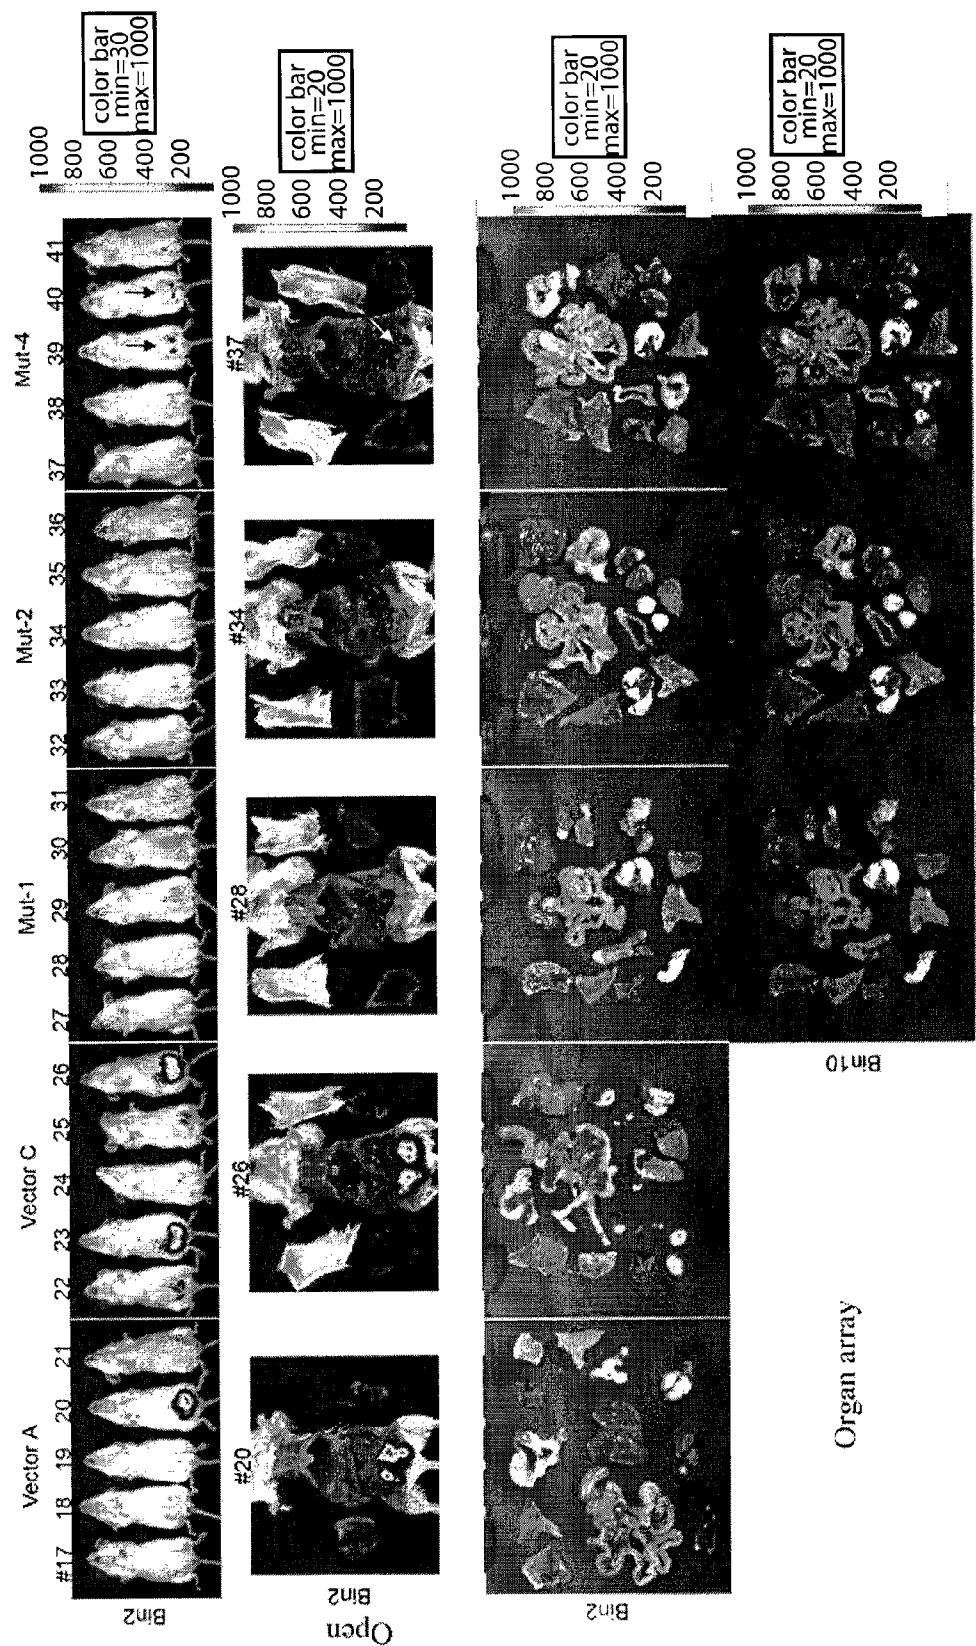 Vector A
Vector C
Mut-1
Mut-2
Mut-4
#17 18 19 20 21
22 23 24 25 26
27 28 29 30 31
32 33 34 35 36
37 38 39 40 41
Bin2
1000
800
600
400
200
color bar
min=30
max=1000
#20
#26
#28
#34
#37
Bin2
Open
1000
800
600
400
200
color bar
min=20
max=1000
Bin2
1000
800
600
400
200
color bar
min=20
max=1000
Bin10
1000
800
600
400
200
color bar
min=20
max=1000
Organ array